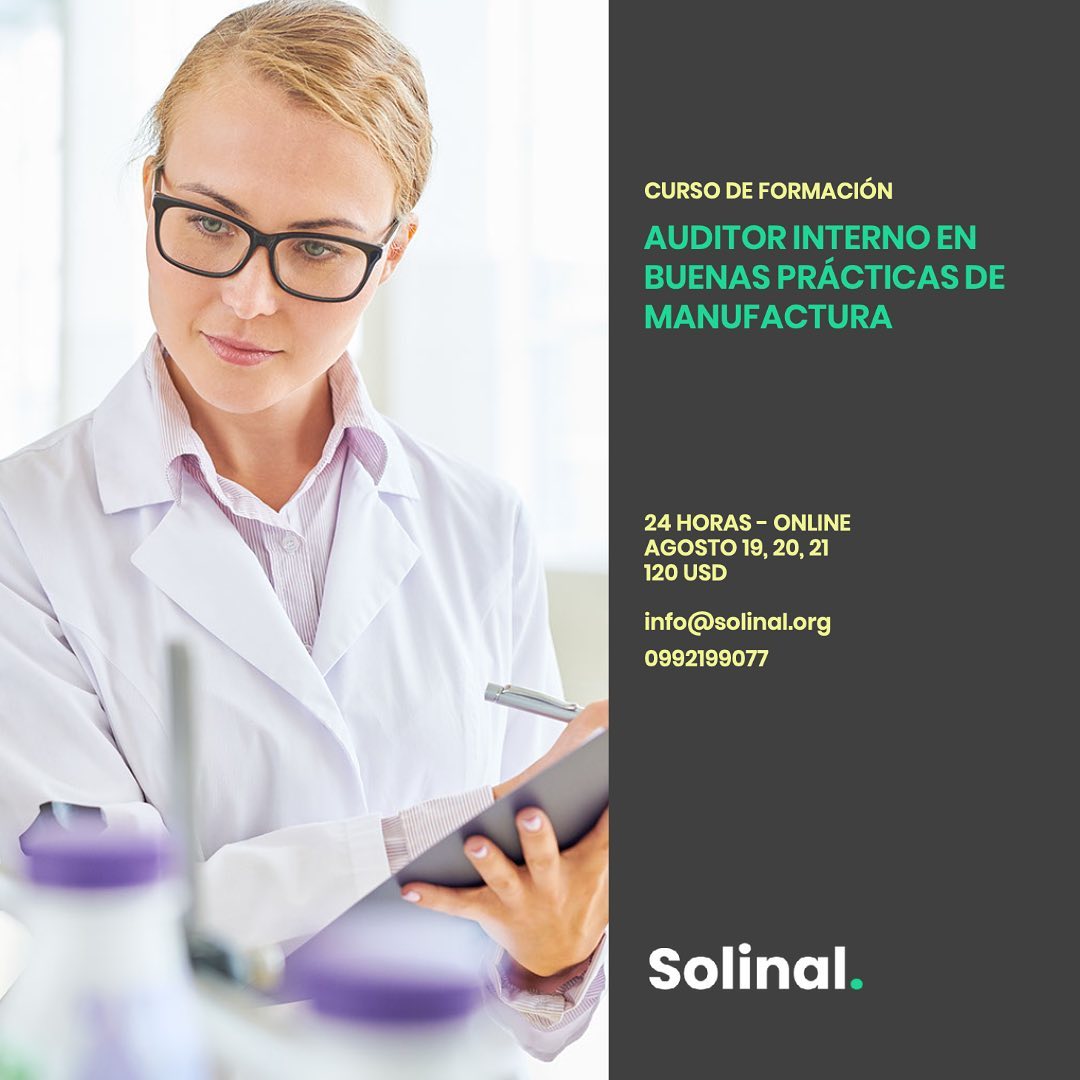 CURSO DE FORMACIÓN
AUDITOR INTERNO EN
BUENAS PRÁCTICAS DE
MANUFACTURA
24 HORAS - ONLINE
AGOSTO 19, 20, 21
120 USD
info@solinal.org
0992199077
Solinal.